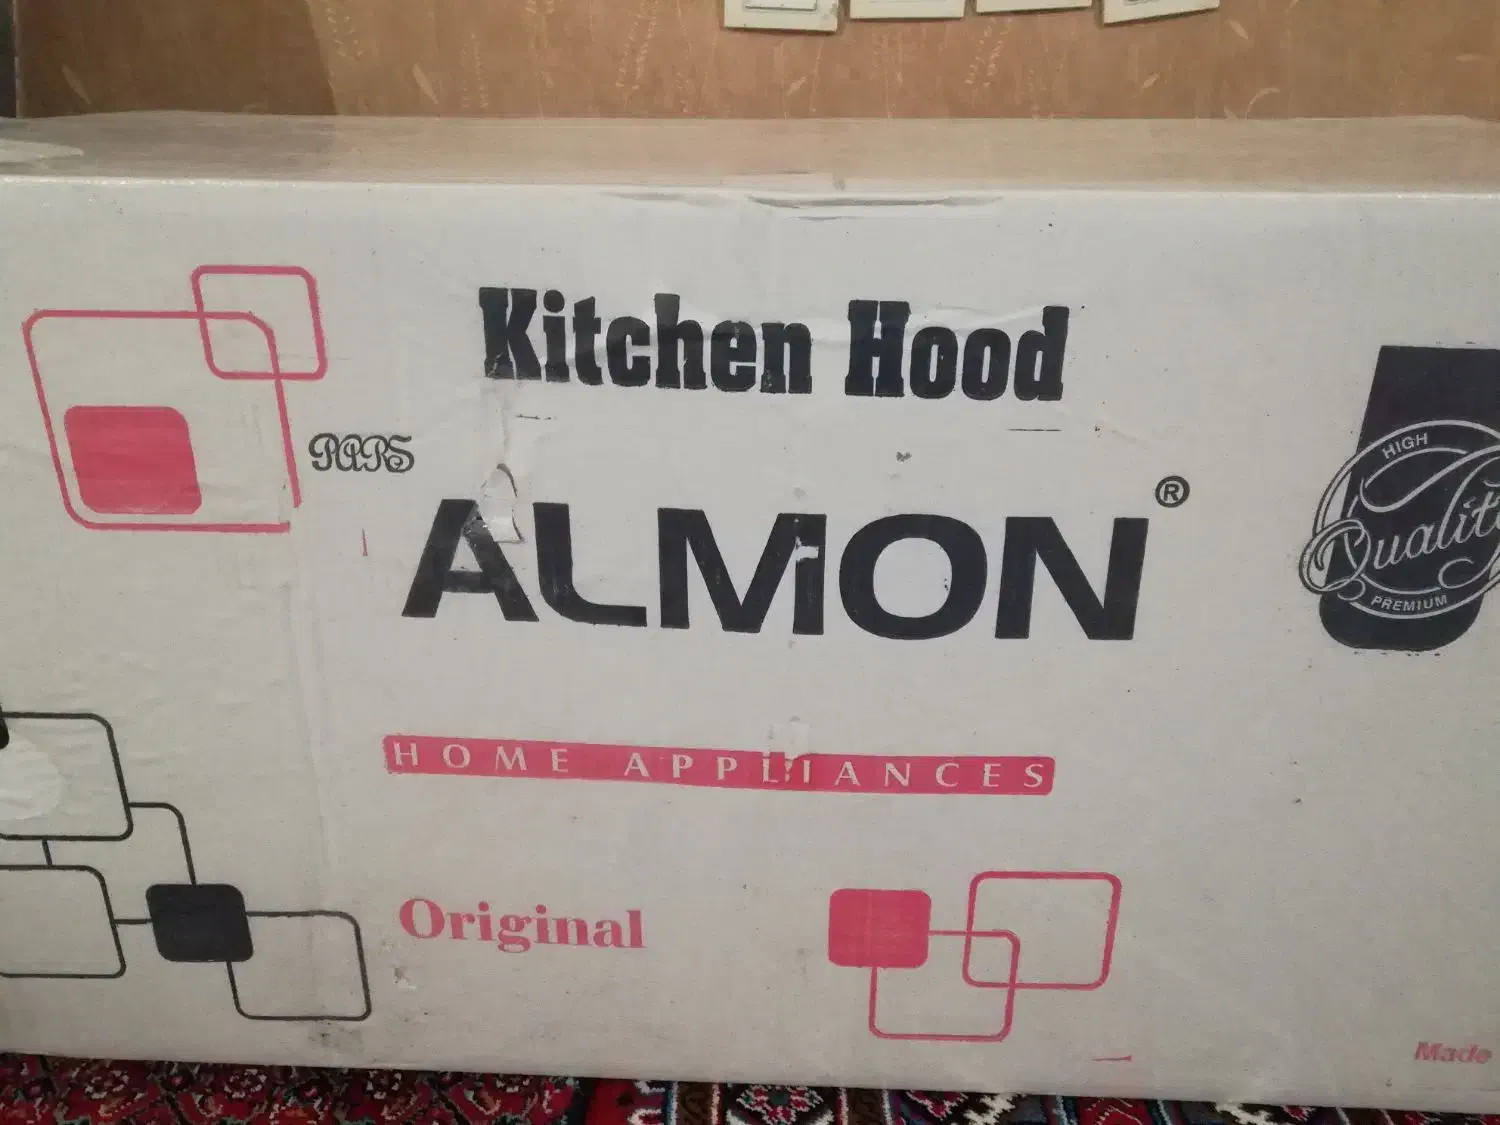 Kitchen Hood
PARS
ALMON®
HOME APPLIANCES
Original
HIGH
Quality
PREMIUM
Made